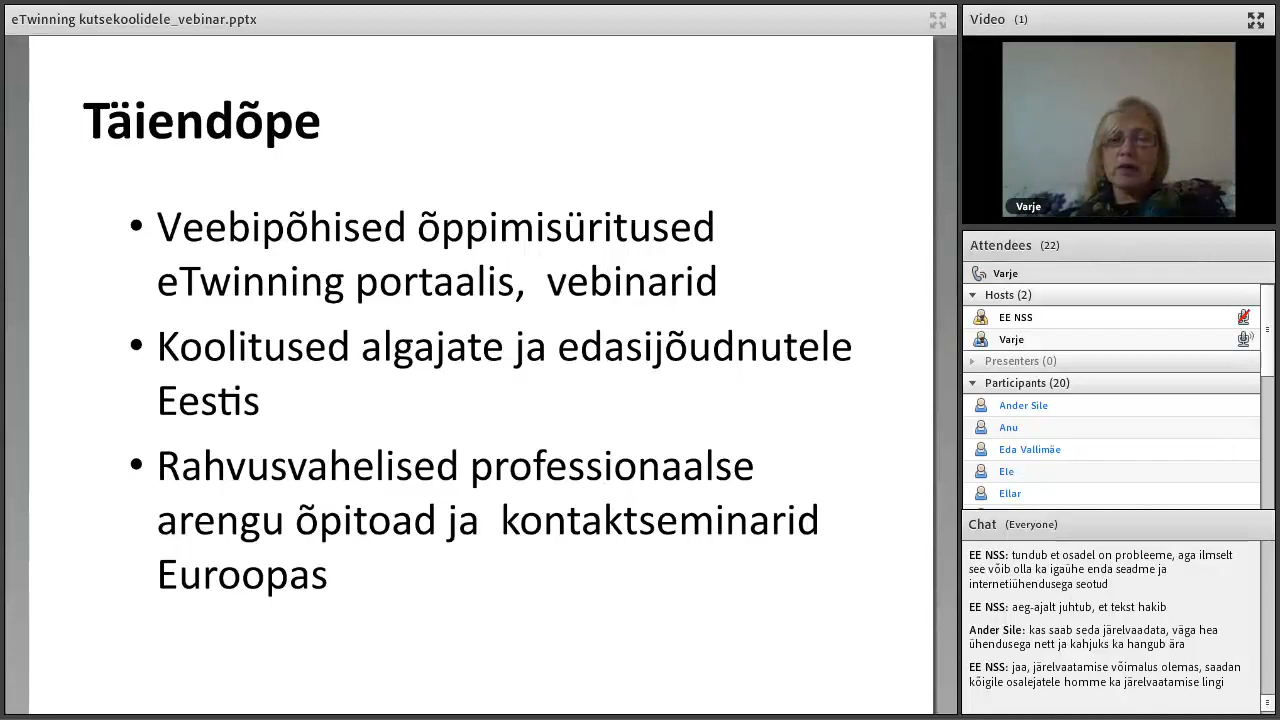 eTwinning kutsekoolidele_vebinar.pptx
Täiendõpe
• Veebipõhised õppimisüritused
eTwinning portaalis, vebinarid
• Koolitused algajate ja edasijõudnutele
Eestis
• Rahvusvahelised professionaalse
arengu õpitoad ja kontaktseminarid
Euroopas
Video (1)
Varje
Attendees (22)
Varje
Hosts (2)
EE NSS
Varje
Presenters (0)
Participants (20)
Ander Sile
Anu
Eda Vallimäe
Ele
Ellar
Chat (Everyone)
EE NSS: tundub et osadel on probleeme, aga ilmselt
see võib olla ka igaühe enda seadme ja
internetiühendusega seotud
EE NSS: aeg-ajalt juhtub, et tekst hakib
Ander Sile: kas saab seda järelvaadata, väga hea
ühendusega nett ja kahjuks ka hangub ära
EE NSS: jaa, järelvaatamise võimalus olemas, saadan
kõigile osalejatele homme ka järelvaatamise lingi